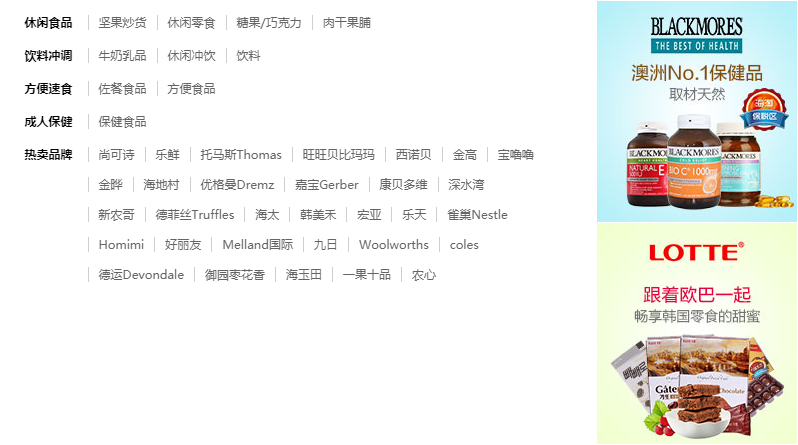 休闲食品 坚果炒货 休闲零食 糖果/巧克力 肉干果脯
饮料冲调 牛奶乳品 休闲冲饮 饮料
方便速食 佐餐食品 方便食品
成人保健 保健食品
热卖品牌 尚可诗 乐鲜 托马斯Thomas 旺旺贝比玛玛 西诺贝 金高 宝噜噜
金晔 海地村 优格曼Dremz 嘉宝Gerber 康贝多维 深水湾
新农哥 德菲丝Truffles 海太 韩美禾 宏亚 乐天 雀巢Nestle
Homimi 好丽友 Melland国际 九日 Woolworths coles
德运Devondale 御园枣花香 海玉田 一果十品 农心
BLACKMORES
THE BEST OF HEALTH
澳洲No.1保健品
取材天然
海淘
保税区
BLACKMORES
NATURAL E
BLACKMORES
BIO C® 1000mg
BLACKMORES
LOTTE®
跟着欧巴一起
畅享韩国零食的甜蜜